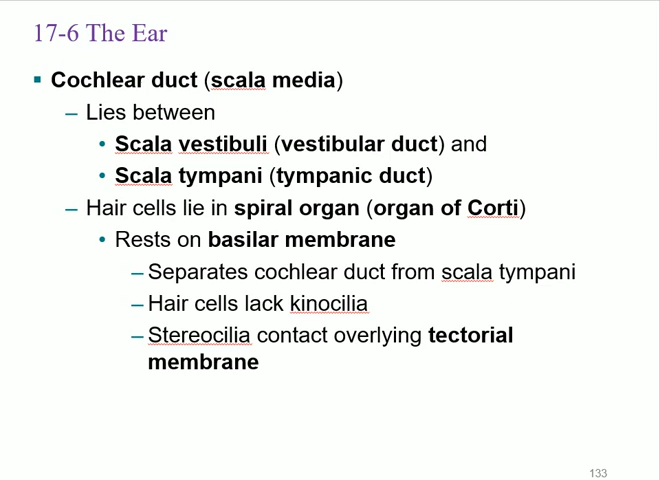 17-6 The Ear
▪ Cochlear duct (scala media)
– Lies between
• Scala vestibuli (vestibular duct) and
• Scala tympani (tympanic duct)
– Hair cells lie in spiral organ (organ of Corti)
• Rests on basilar membrane
– Separates cochlear duct from scala tympani
– Hair cells lack kinocilia
– Stereocilia contact overlying tectorial
membrane
133